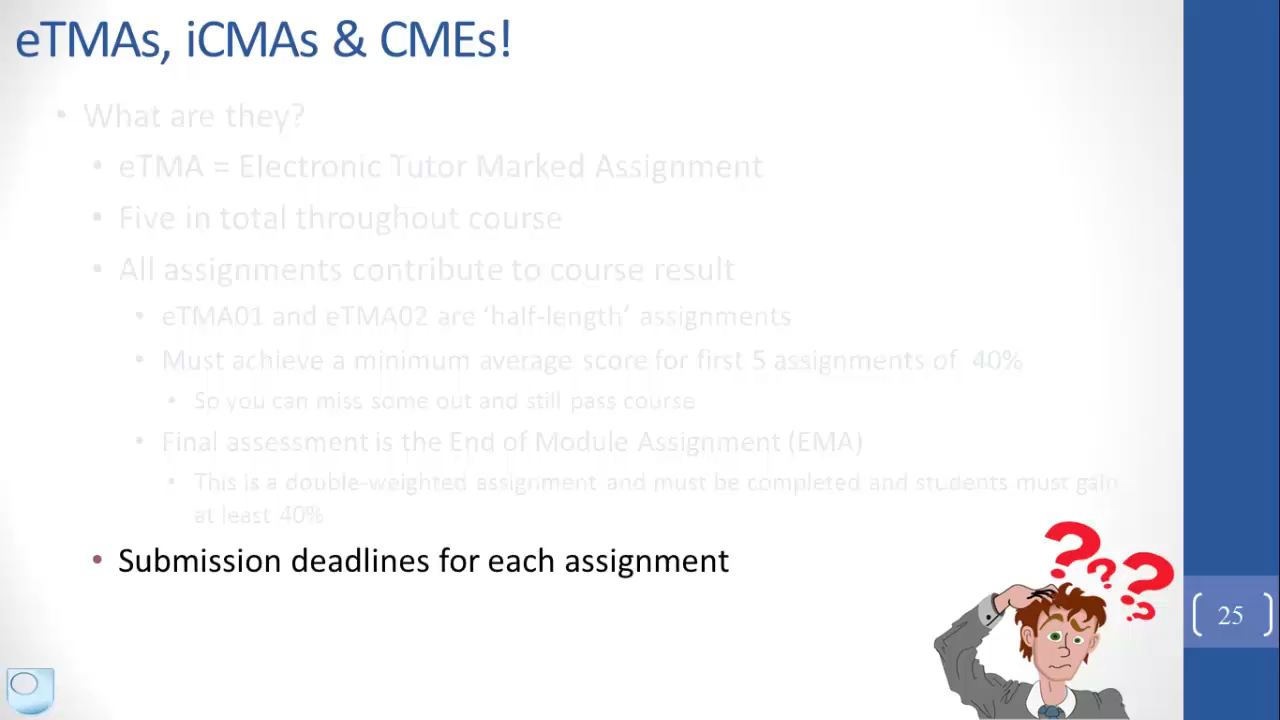 eTMAs, iCMAs & CMEs!
• What are they?
• eTMA = Electronic Tutor Marked Assignment
• Five in total throughout course
• All assignments contribute to course result
• eTMA01 and eTMA02 are ‘half-length’ assignments
• Must achieve a minimum average score for first 5 assignments of 40%
• So you can miss some out and still pass course
• Final assessment is the End of Module Assignment (EMA)
• This is a double-weighted assignment and must be completed and students must gain
at least 40%
• Submission deadlines for each assignment
? ? ? ? ?
25